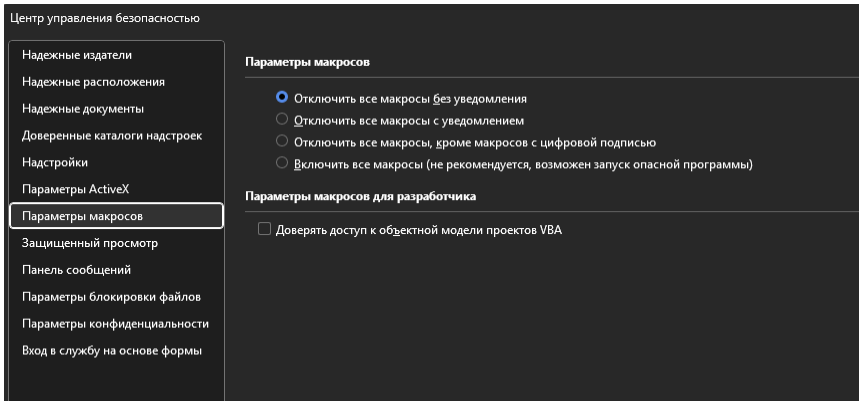 Центр управления безопасностью
Надежные издатели
Надежные расположения
Надежные документы
Доверенные каталоги надстроек
Надстройки
Параметры ActiveX
Параметры макросов
Защищенный просмотр
Панель сообщений
Параметры блокировки файлов
Параметры конфиденциальности
Вход в службу на основе формы
Параметры макросов
Отключить все макросы без уведомления
Отключить все макросы с уведомлением
Отключить все макросы, кроме макросов с цифровой подписью
Включить все макросы (не рекомендуется, возможен запуск опасной программы)
Параметры макросов для разработчика
Доверять доступ к объектной модели проектов VBA